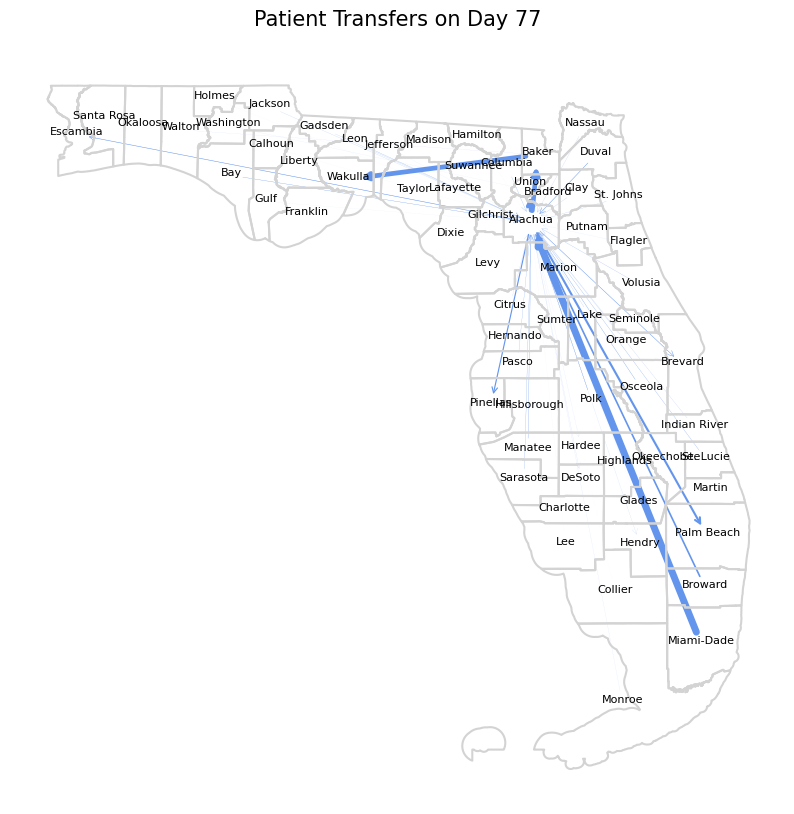 Patient Transfers on Day 77
Holmes
Jackson
Santa Rosa
Okaloosa
Walton
Washington
Escambia
Gadsden
Nassau
Leon
Jefferson
Madison
Hamilton
Calhoun
Baker
Duval
Liberty
Suwannee
Columbia
Bay
Wakulla
Union
Taylor
Lafayette
Bradford
Clay
St. Johns
Gulf
Franklin
Gilchrist
Alachua
Putnam
Dixie
Flagler
Levy
Marion
Volusia
Citrus
Sumter
Lake
Seminole
Hernando
Orange
Pasco
Brevard
Osceola
Pinellas
Hillsborough
Polk
Indian River
Manatee
Hardee
Highlands
Okeechobee
St. Lucie
Sarasota
DeSoto
Martin
Charlotte
Glades
Palm Beach
Lee
Hendry
Collier
Broward
Miami-Dade
Monroe